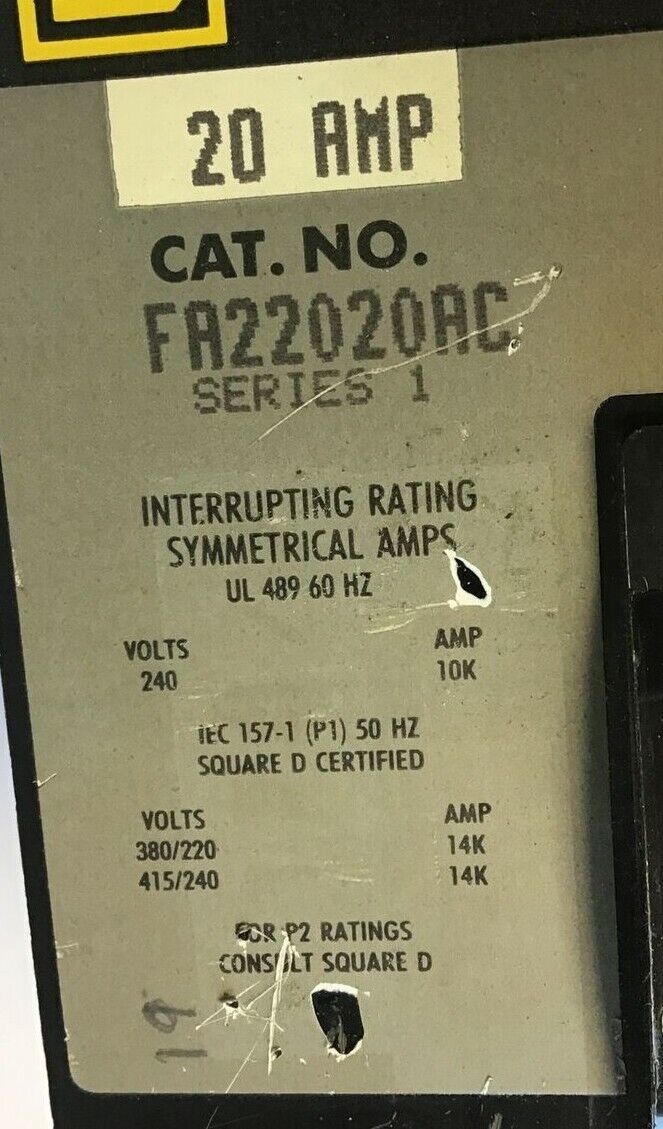 20 AMP
CAT. NO.
FA22020AC
SERIES 1
INTERRUPTING RATING
SYMMETRICAL AMPS
UL 489 60 HZ
VOLTS AMP
240 10K
IEC 157-1 (P1) 50 HZ
SQUARE D CERTIFIED
VOLTS AMP
380/220 14K
415/240 14K
FOR P2 RATINGS
CONSULT SQUARE D
19